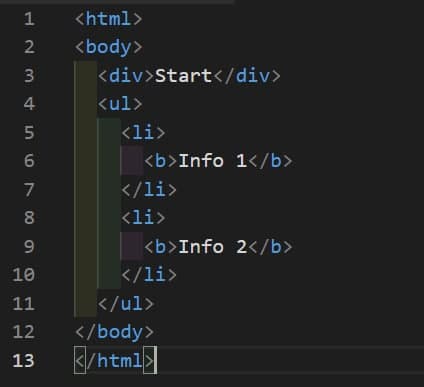 1 <html>
2 <body>
3   <div>Start</div>
4   <ul>
5     <li>
6       <b>Info 1</b>
7     </li>
8     <li>
9       <b>Info 2</b>
10     </li>
11   </ul>
12 </body>
13 </html>